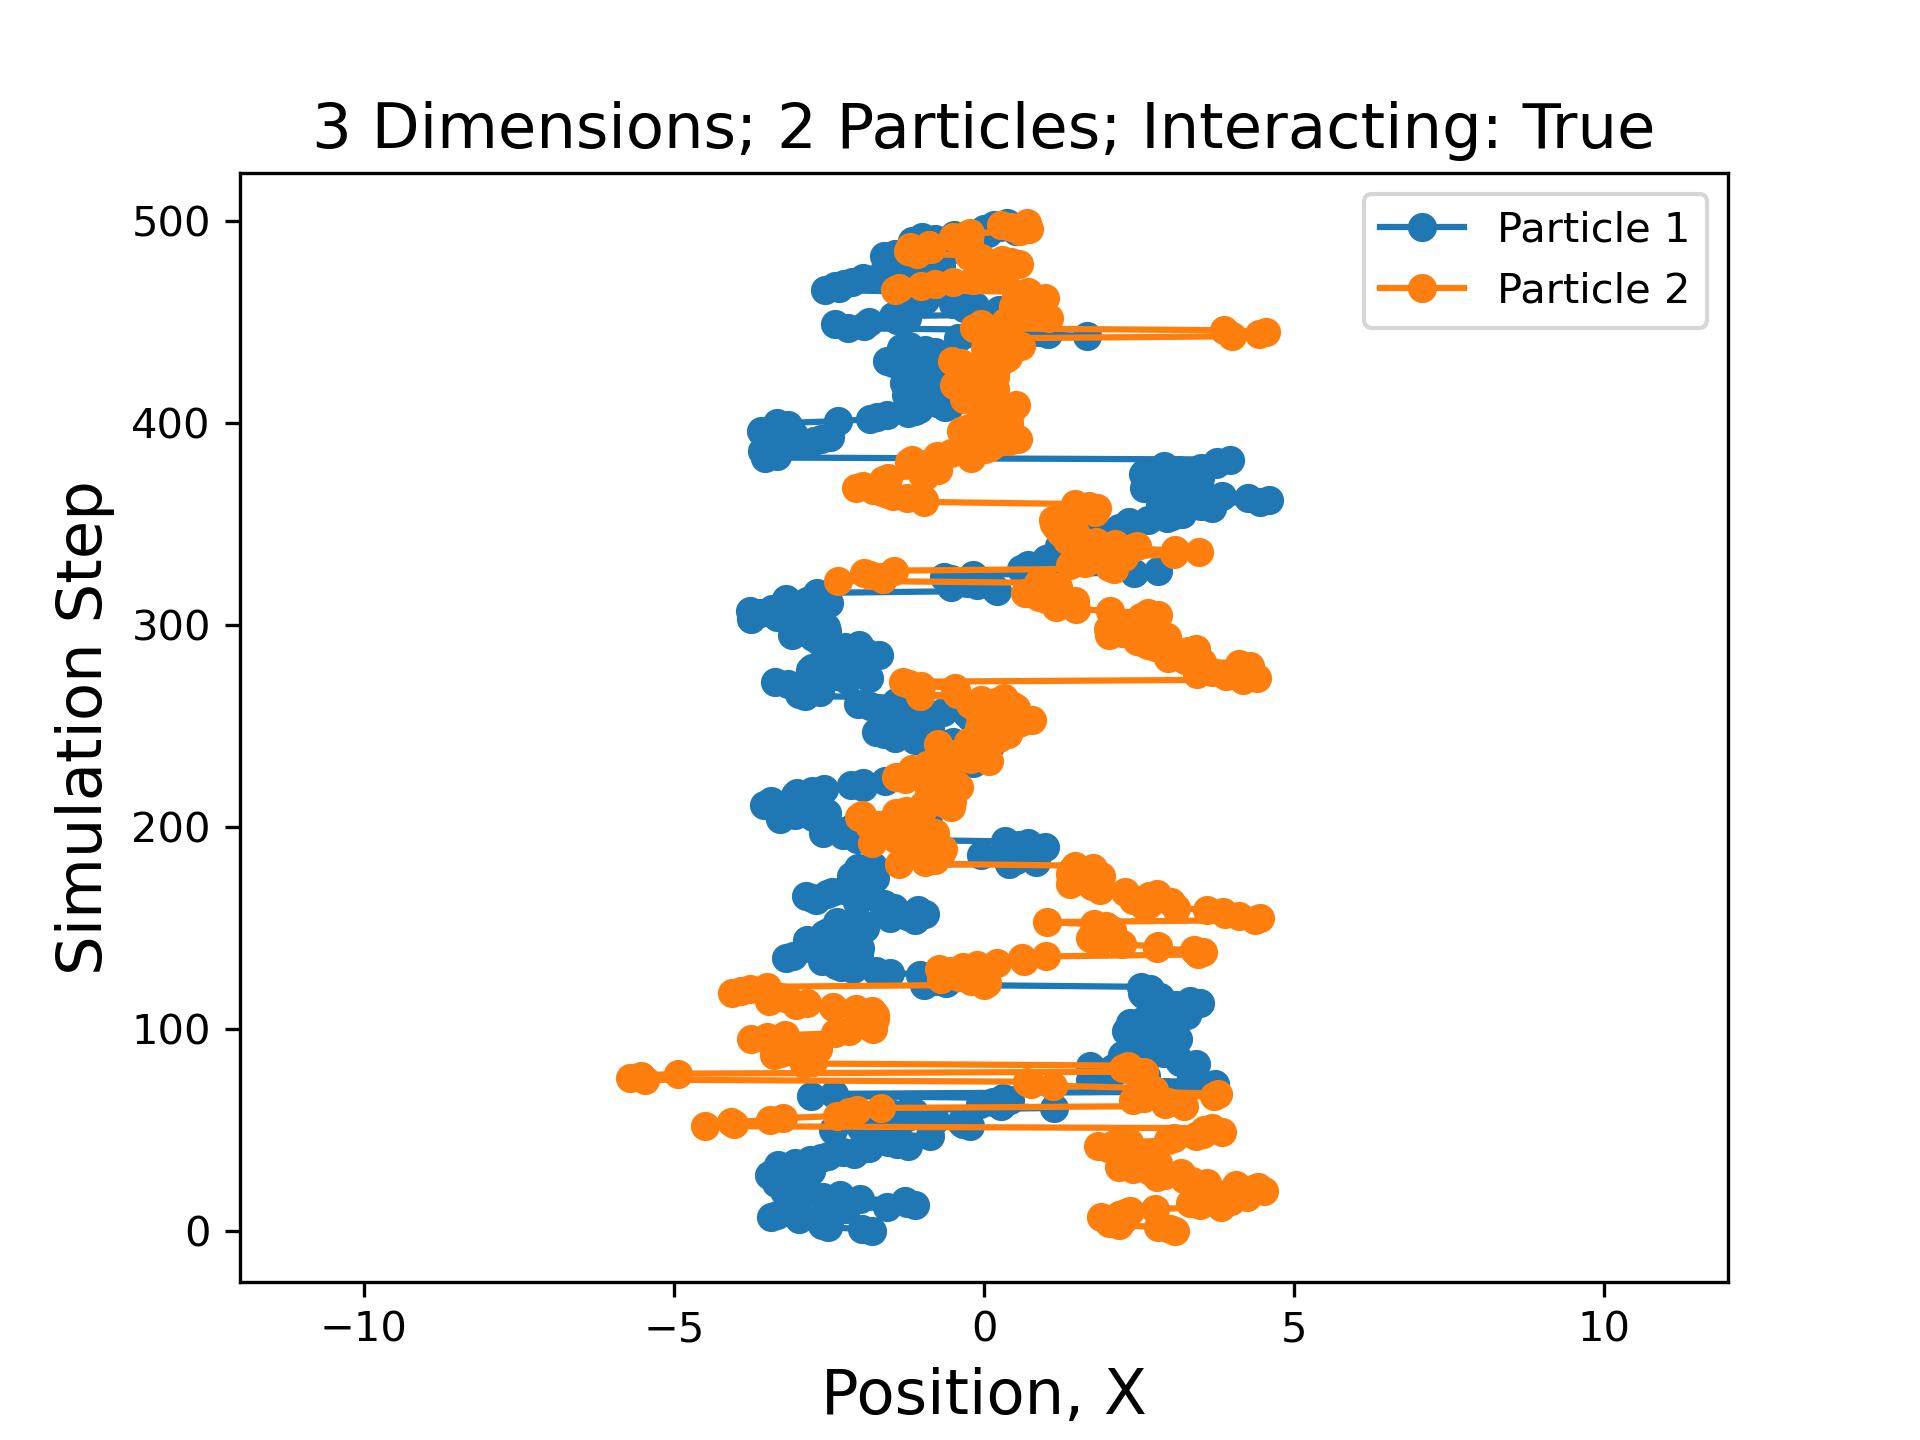 3 Dimensions; 2 Particles; Interacting: True
Particle 1
Particle 2
Simulation Step
500
400
300
200
100
0
−10
−5
0
5
10
Position, X